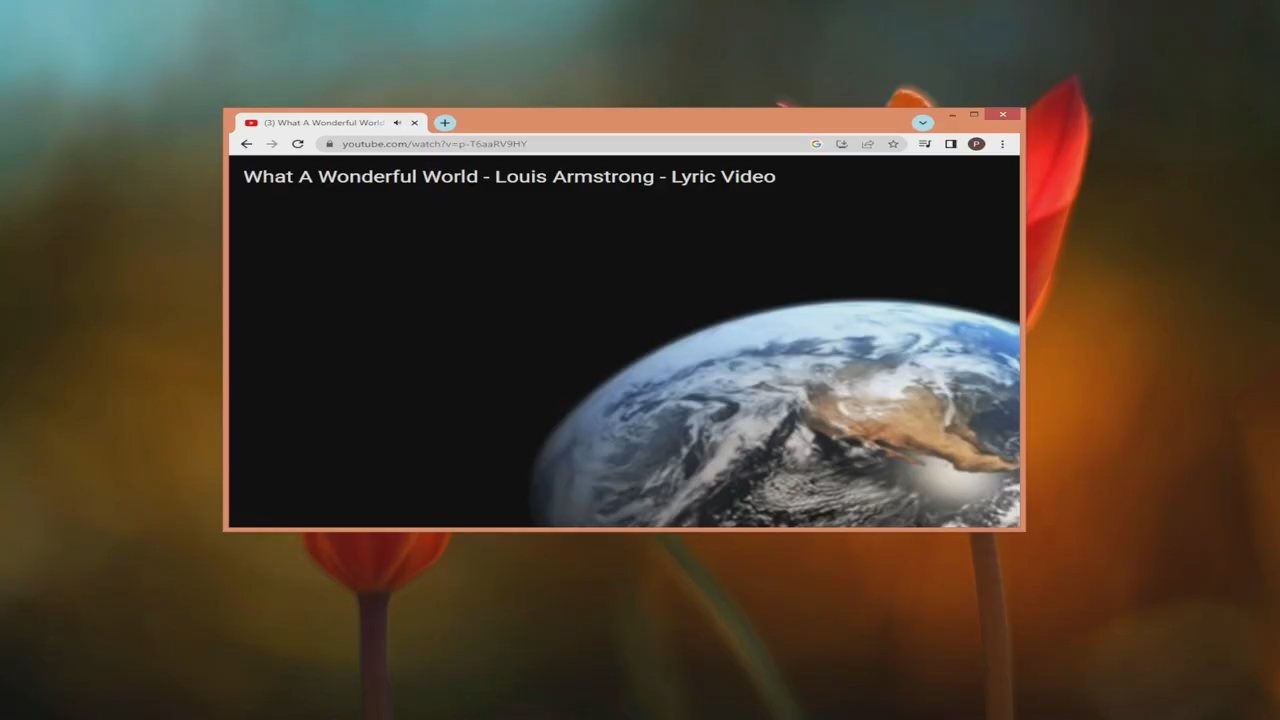 (3) What A Wonderful World
youtube.com/watch?v=p-T6aaRV9HY
P
What A Wonderful World - Louis Armstrong - Lyric Video